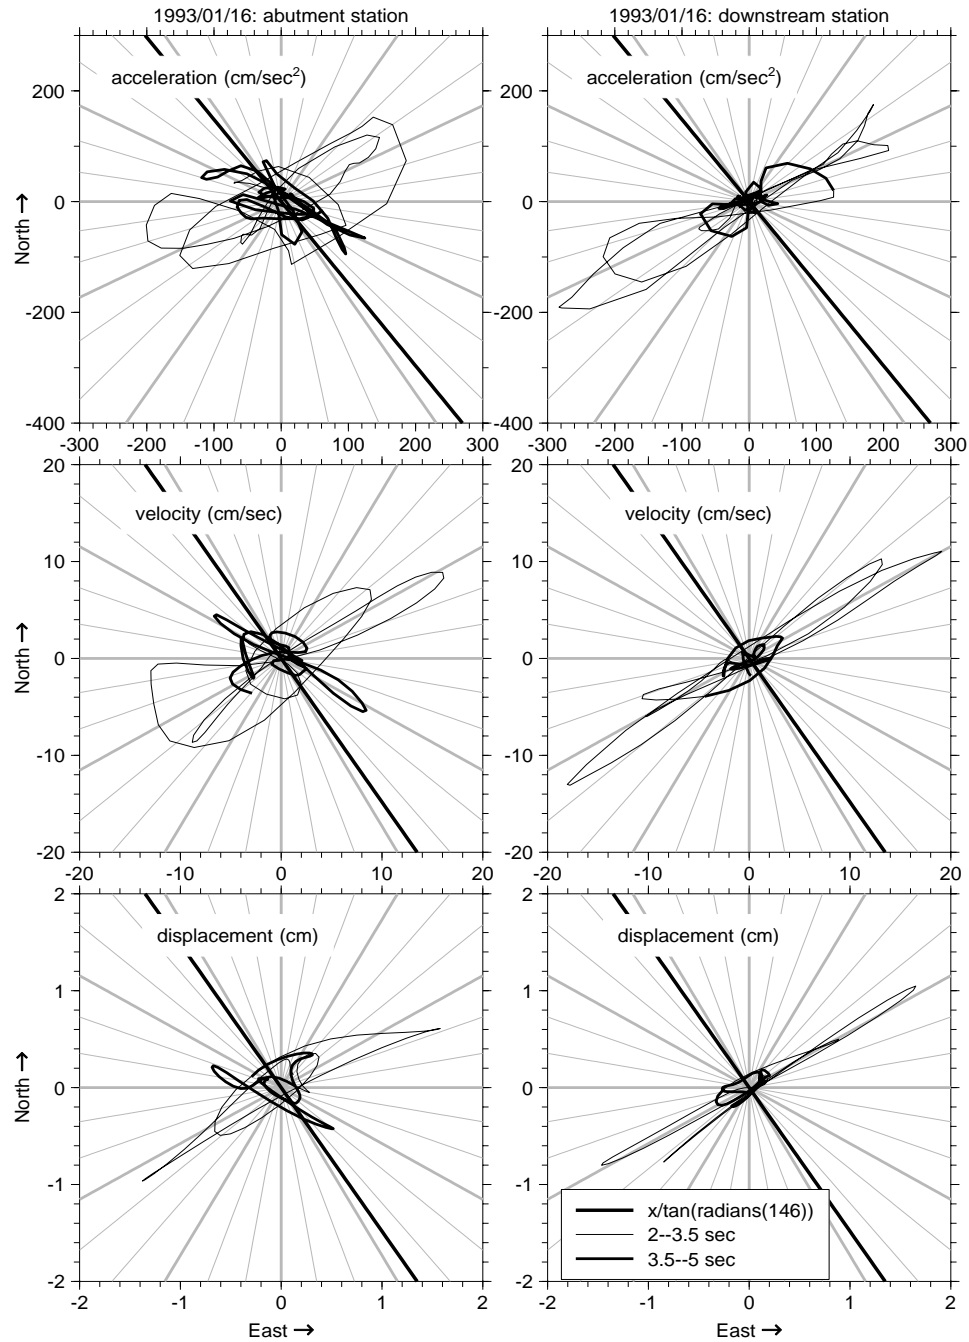 1993/01/16: abutment station
1993/01/16: downstream station
acceleration (cm/sec²)
acceleration (cm/sec²)
200
0
-200
-400
North →
200
0
-200
-400
-300 -200 -100 0 100 200 300
-300 -200 -100 0 100 200 300
velocity (cm/sec)
velocity (cm/sec)
20
10
0
-10
-20
North →
20
10
0
-10
-20
-20 -10 0 10 20
-20 -10 0 10 20
displacement (cm)
displacement (cm)
2
1
0
-1
-2
North →
2
1
0
-1
-2
x/tan(radians(146))
2--3.5 sec
3.5--5 sec
-2 -1 0 1 2
-2 -1 0 1 2
East →
East →